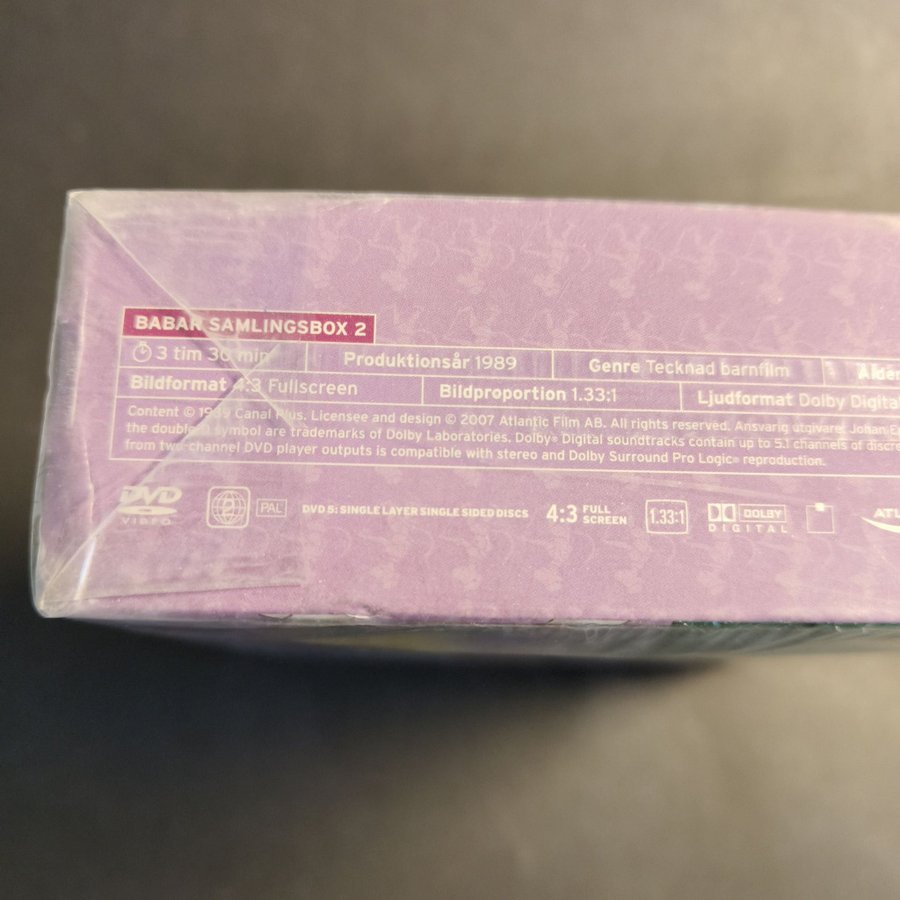 BABAR SAMLINGSBOX 2
3 tim 30 min Produktionsår 1989 Genre Tecknad barnfilm Ålder
Bildformat 4:3 Fullscreen Bildproportion 1.33:1 Ljudformat Dolby Digital
Content © 1989 Canal Plus. Licensee and design © 2007 Atlantic Film AB. All rights reserved. Ansvarig utgivare: Johan
the double-D symbol are trademarks of Dolby Laboratories. Dolby® Digital soundtracks contain up to 5.1 channels of
from two-channel DVD player outputs is compatible with stereo and Dolby Surround Pro Logic® reproduction.
DVD VIDEO 2 PAL DVD 5: SINGLE LAYER SINGLE SIDED DISCS 4:3 FULL SCREEN 1.33:1 DOLBY DIGITAL ATL